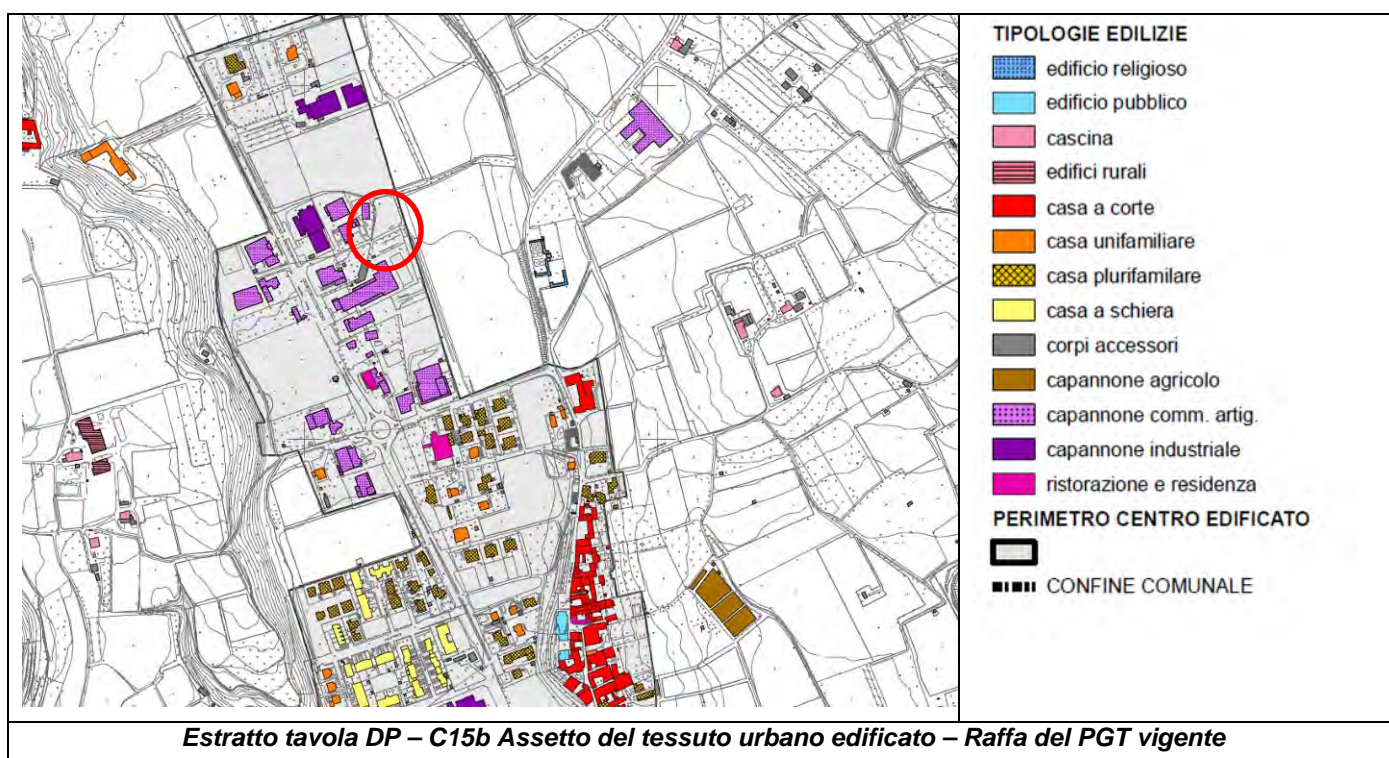 TIPOLOGIE EDILIZIE
edificio religioso
edificio pubblico
cascina
edifici rurali
casa a corte
casa unifamiliare
casa plurifamilare
casa a schiera
corpi accessori
capannone agricolo
capannone comm. artig.
capannone industriale
ristorazione e residenza
PERIMETRO CENTRO EDIFICATO
CONFINE COMUNALE
Estratto tavola DP – C15b Assetto del tessuto urbano edificato – Raffa del PGT vigente